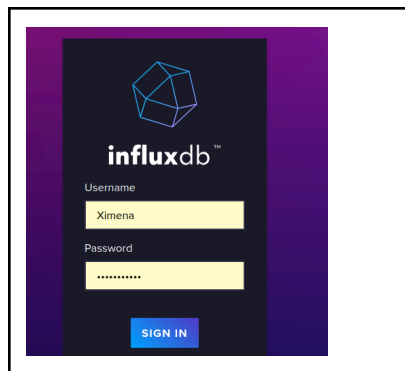 influxdb™
Username
Ximena
Password
•••••••••••
SIGN IN